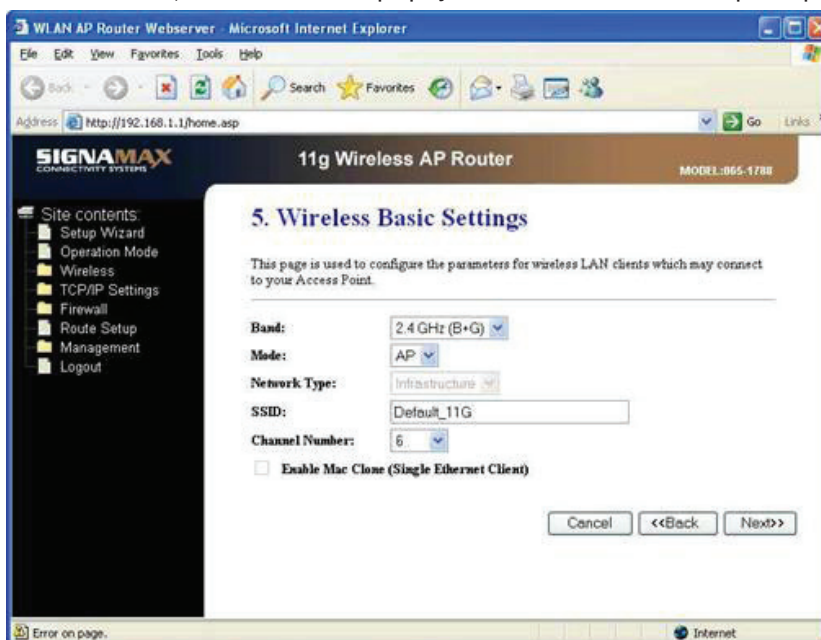 WLAN AP Router Webserver - Microsoft Internet Explorer
File Edit View Favorites Tools Help
Back Search Favorites
Address http://192.168.1.1/home.asp Go Links
SIGNAMAX
CONNECTIVITY SYSTEMS
11g Wireless AP Router
MODEL:065-1788
Site contents:
Setup Wizard
Operation Mode
Wireless
TCP/IP Settings
Firewall
Route Setup
Management
Logout
5. Wireless Basic Settings
This page is used to configure the parameters for wireless LAN clients which may connect
to your Access Point.
Band: 2.4 GHz (B+G)
Mode: AP
Network Type: Infrastructure
SSID: Default_11G
Channel Number: 6
Enable Mac Clone (Single Ethernet Client)
Cancel <<Back Next>>
Error on page. Internet